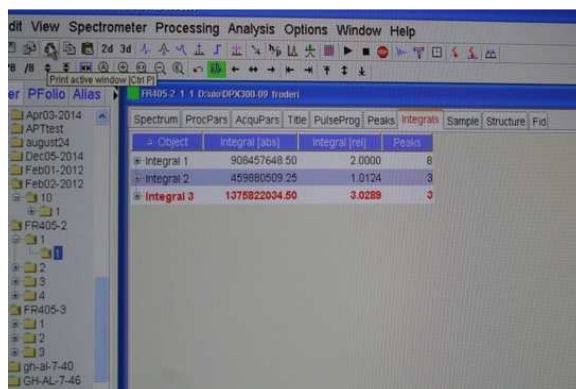 dit View Spectrometer Processing Analysis Options Window Help
2d 3d
*8 /8
Print active window [Ctrl P]
er PFolio Alias
FR405-2 1 1
Spectrum ProcPars AcquPars Title PulseProg Peaks Integrals Sample Structure Fid
Object Integral [abs] Integral [rel] Peaks
Integral 1 908457648.50 2.0000 8
Integral 2 459880509.25 1.0124 3
Integral 3 1375822034.50 3.0289 3
Apr03-2014
APTtest
august24
Dec05-2014
Feb01-2012
Feb02-2012
10
1
FR405-2
1
1
2
3
4
FR405-3
1
2
3
gh-al-7-40
GH-AL-7-46